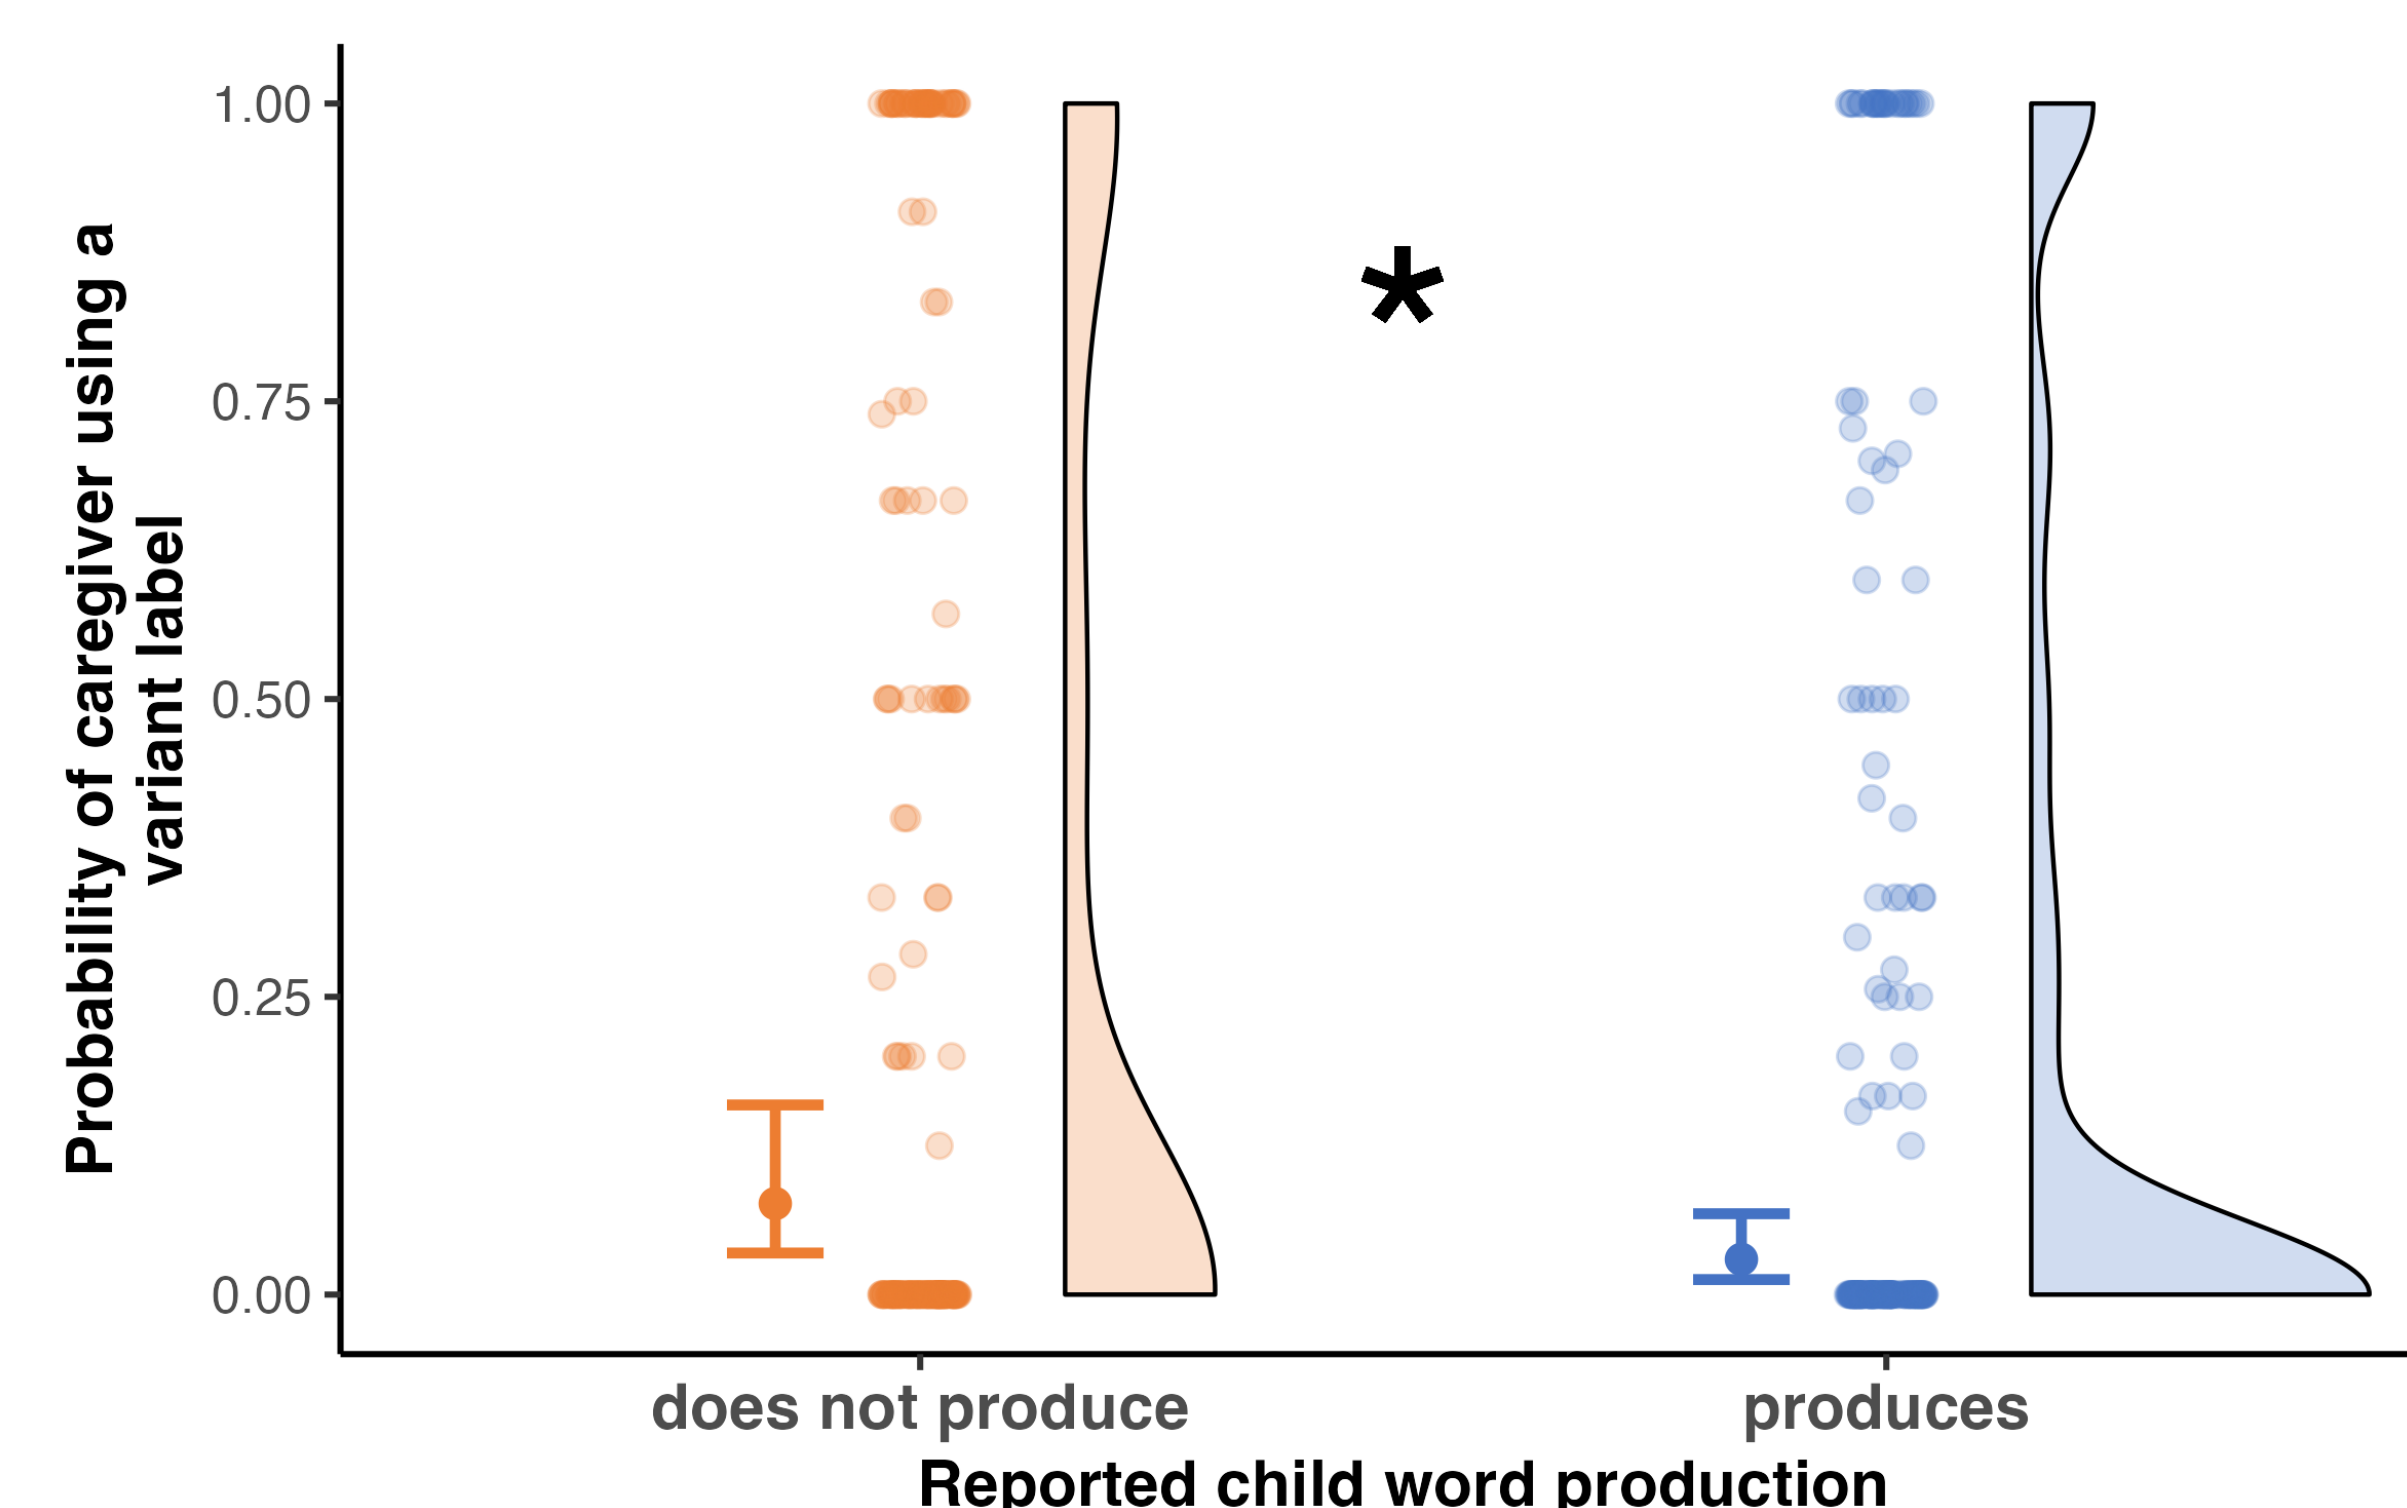 Probability of caregiver using a
variant label
1.00
0.75
0.50
0.25
0.00
*
does not produce
produces
Reported child word production